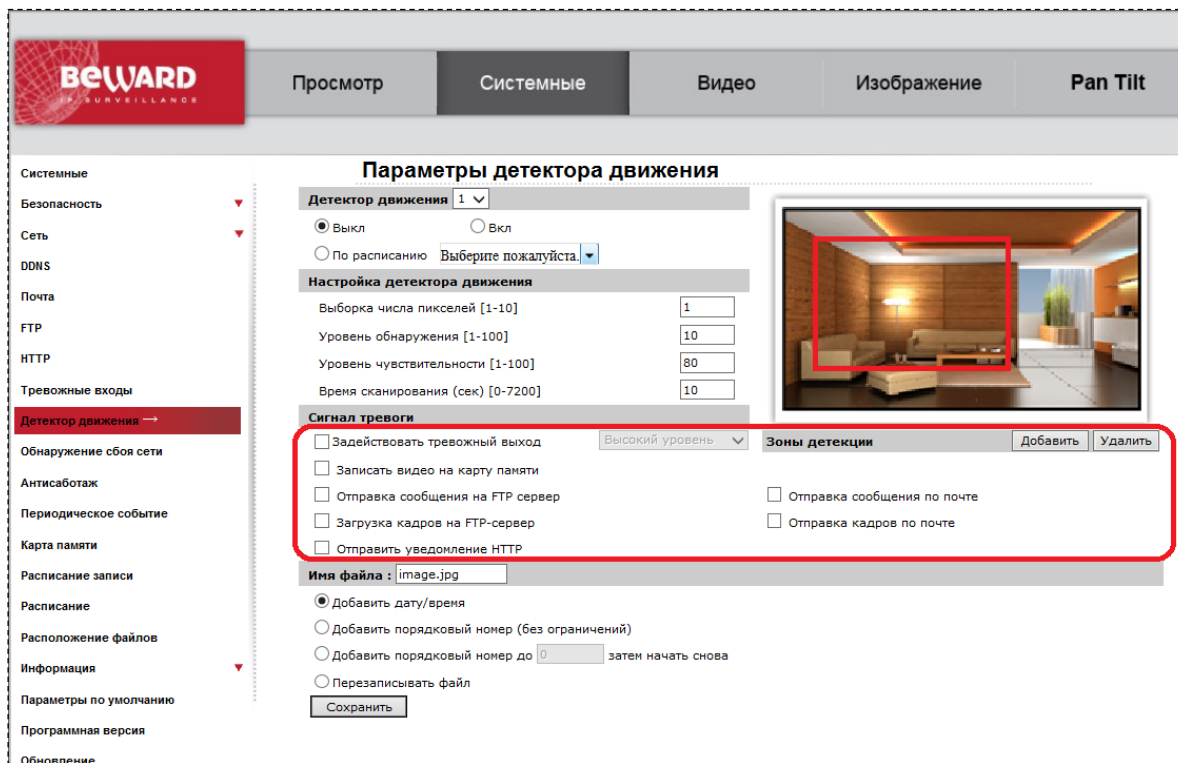 BEWARD
IP SURVEILLANCE
Просмотр
Системные
Видео
Изображение
Pan Tilt
Системные
Безопасность
Сеть
DDNS
Почта
FTP
HTTP
Тревожные входы
Детектор движения →
Обнаружение сбоя сети
Антисаботаж
Периодическое событие
Карта памяти
Расписание записи
Расписание
Расположение файлов
Информация
Параметры по умолчанию
Программная версия
Обновление
Параметры детектора движения
Детектор движения 1
Выкл Вкл
По расписанию Выберите пожалуйста.
Настройка детектора движения
Выборка числа пикселей [1-10] 1
Уровень обнаружения [1-100] 10
Уровень чувствительности [1-100] 80
Время сканирования (сек) [0-7200] 10
Сигнал тревоги
Задействовать тревожный выход Высокий уровень Зоны детекции Добавить Удалить
Записать видео на карту памяти
Отправка сообщения на FTP сервер Отправка сообщения по почте
Загрузка кадров на FTP-сервер Отправка кадров по почте
Отправить уведомление HTTP
Имя файла : image.jpg
Добавить дату/время
Добавить порядковый номер (без ограничений)
Добавить порядковый номер до 0 затем начать снова
Перезаписывать файл
Сохранить